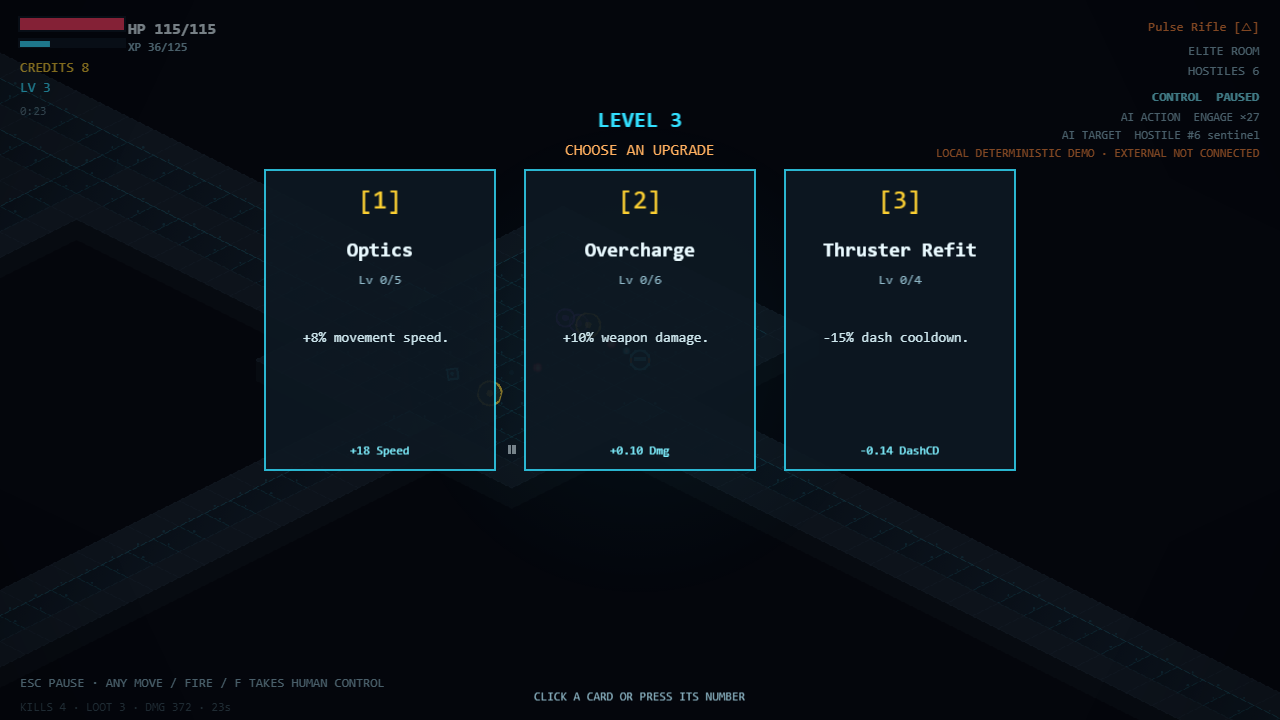 HP 115/115
XP 36/125
CREDITS 8
LV 3
0:23
Pulse Rifle [△]
ELITE ROOM
HOSTILES 6
CONTROL PAUSED
AI ACTION ENGAGE ×27
AI TARGET HOSTILE #6 sentinel
LOCAL DETERMINISTIC DEMO · EXTERNAL NOT CONNECTED
LEVEL 3
CHOOSE AN UPGRADE
[1]
Optics
Lv 0/5
+8% movement speed.
+18 Speed
[2]
Overcharge
Lv 0/6
+10% weapon damage.
+0.10 Dmg
[3]
Thruster Refit
Lv 0/4
-15% dash cooldown.
-0.14 DashCD
ESC PAUSE · ANY MOVE / FIRE / F TAKES HUMAN CONTROL
KILLS 4 · LOOT 3 · DMG 372 · 23s
CLICK A CARD OR PRESS ITS NUMBER